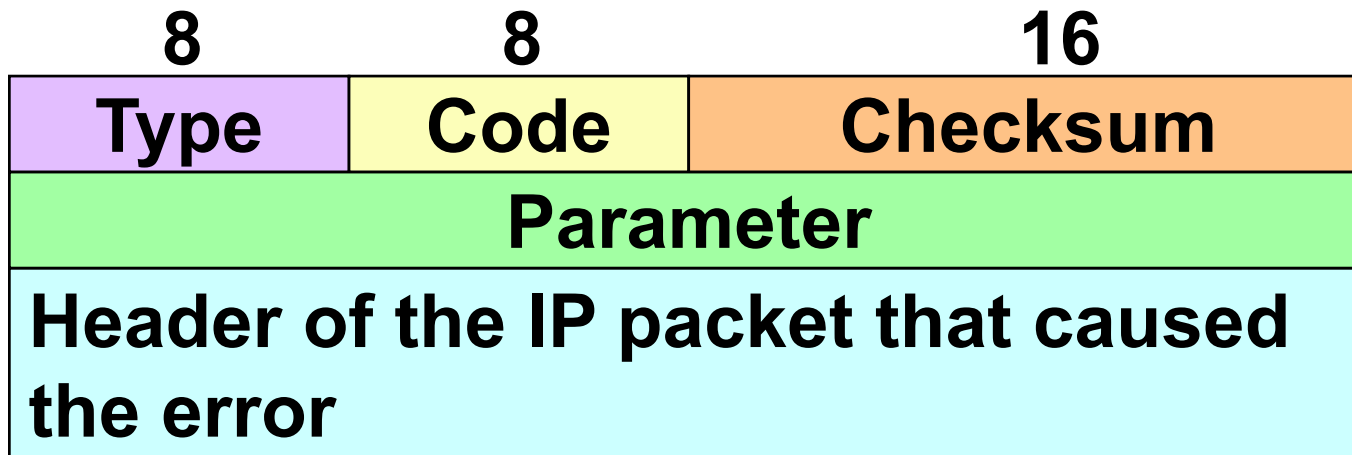 8 8 16
Type Code Checksum
Parameter
Header of the IP packet that caused
the error